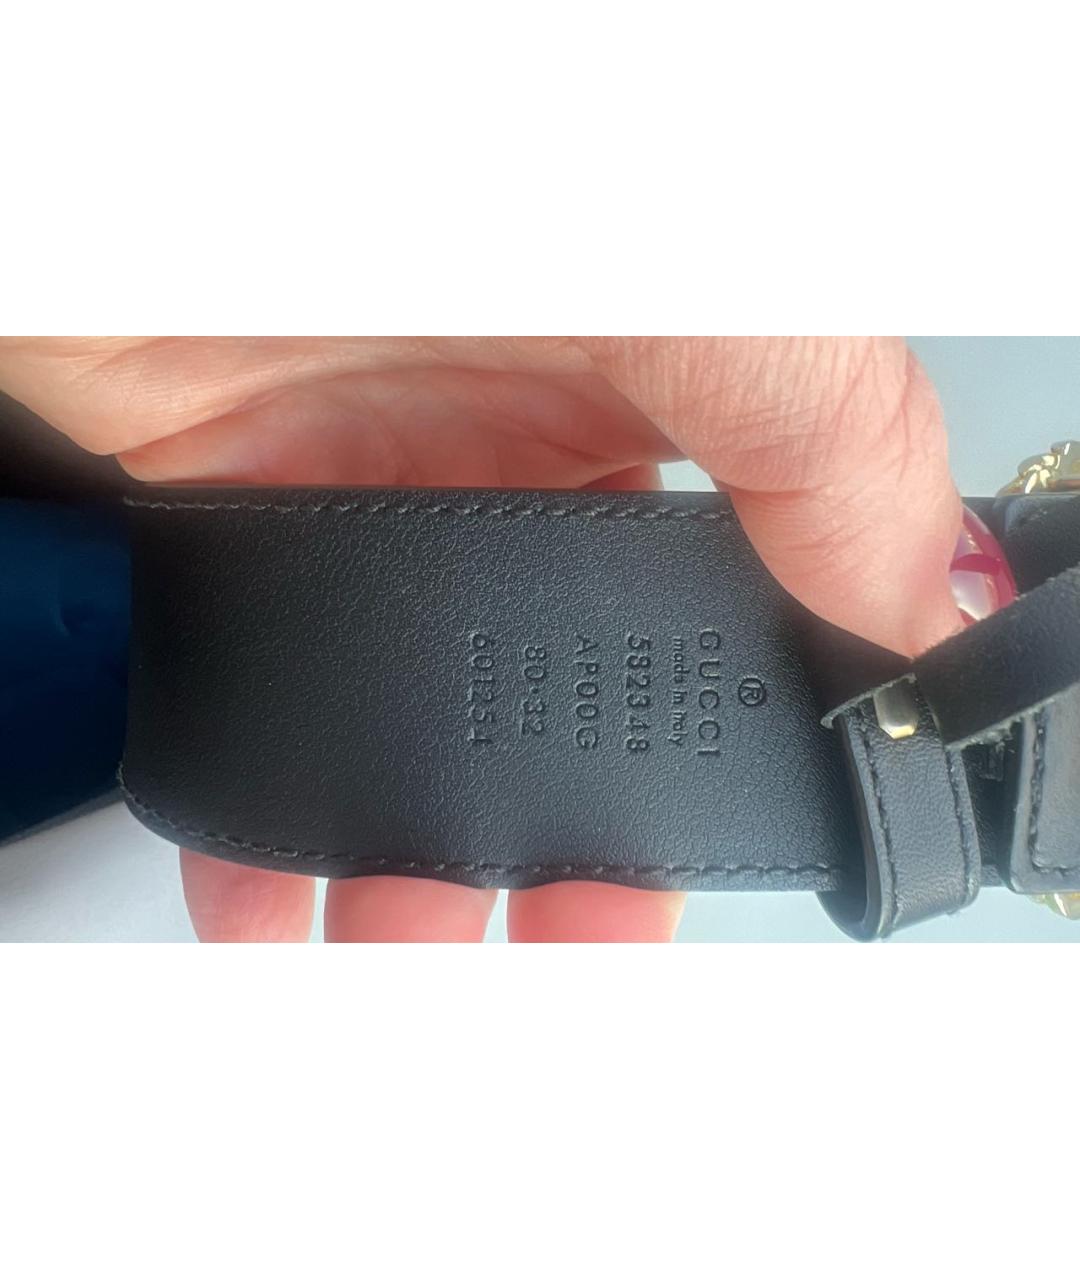 ®
GUCCI
made in Italy
582348
AP00G
80·32
601254